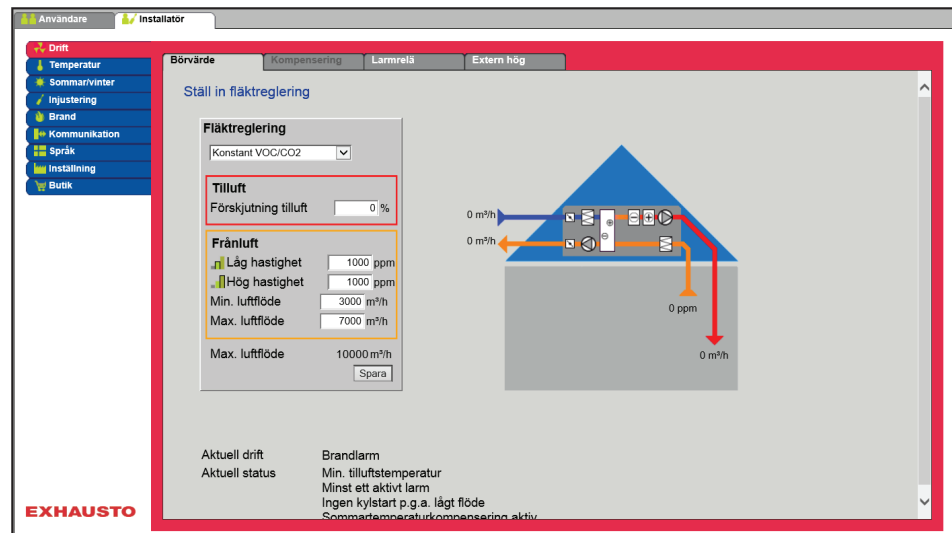 Användare
Installatör
Drift
Temperatur
Sommar/vinter
Injustering
Brand
Kommunikation
Språk
Inställning
Butik
EXHAUSTO
Börvärde
Kompensering
Larmrelä
Extern hög
Ställ in fläktreglering
Fläktreglering
Konstant VOC/CO2
Tilluft
Förskjutning tilluft 0 %
Frånluft
Låg hastighet 1000 ppm
Hög hastighet 1000 ppm
Min. luftflöde 3000 m³/h
Max. luftflöde 7000 m³/h
Max. luftflöde 10000 m³/h
Spara
0 m³/h
0 m³/h
0 ppm
0 m³/h
Aktuell drift Brandlarm
Aktuell status Min. tilluftstemperatur
Minst ett aktivt larm
Ingen kylstart p.g.a. lågt flöde
Sommartemperaturkompensering aktiv